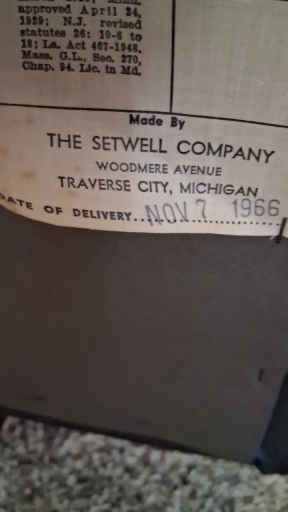 approved April 24,
1929; N.J. revised
statutes 26: 10-6 to
18; La. Act 467-1948,
Mass. G.L., Sec. 270,
Chap. 94. Lic. in Md.
Made By
THE SETWELL COMPANY
WOODMERE AVENUE
TRAVERSE CITY, MICHIGAN
DATE OF DELIVERY...NOV 7 1966